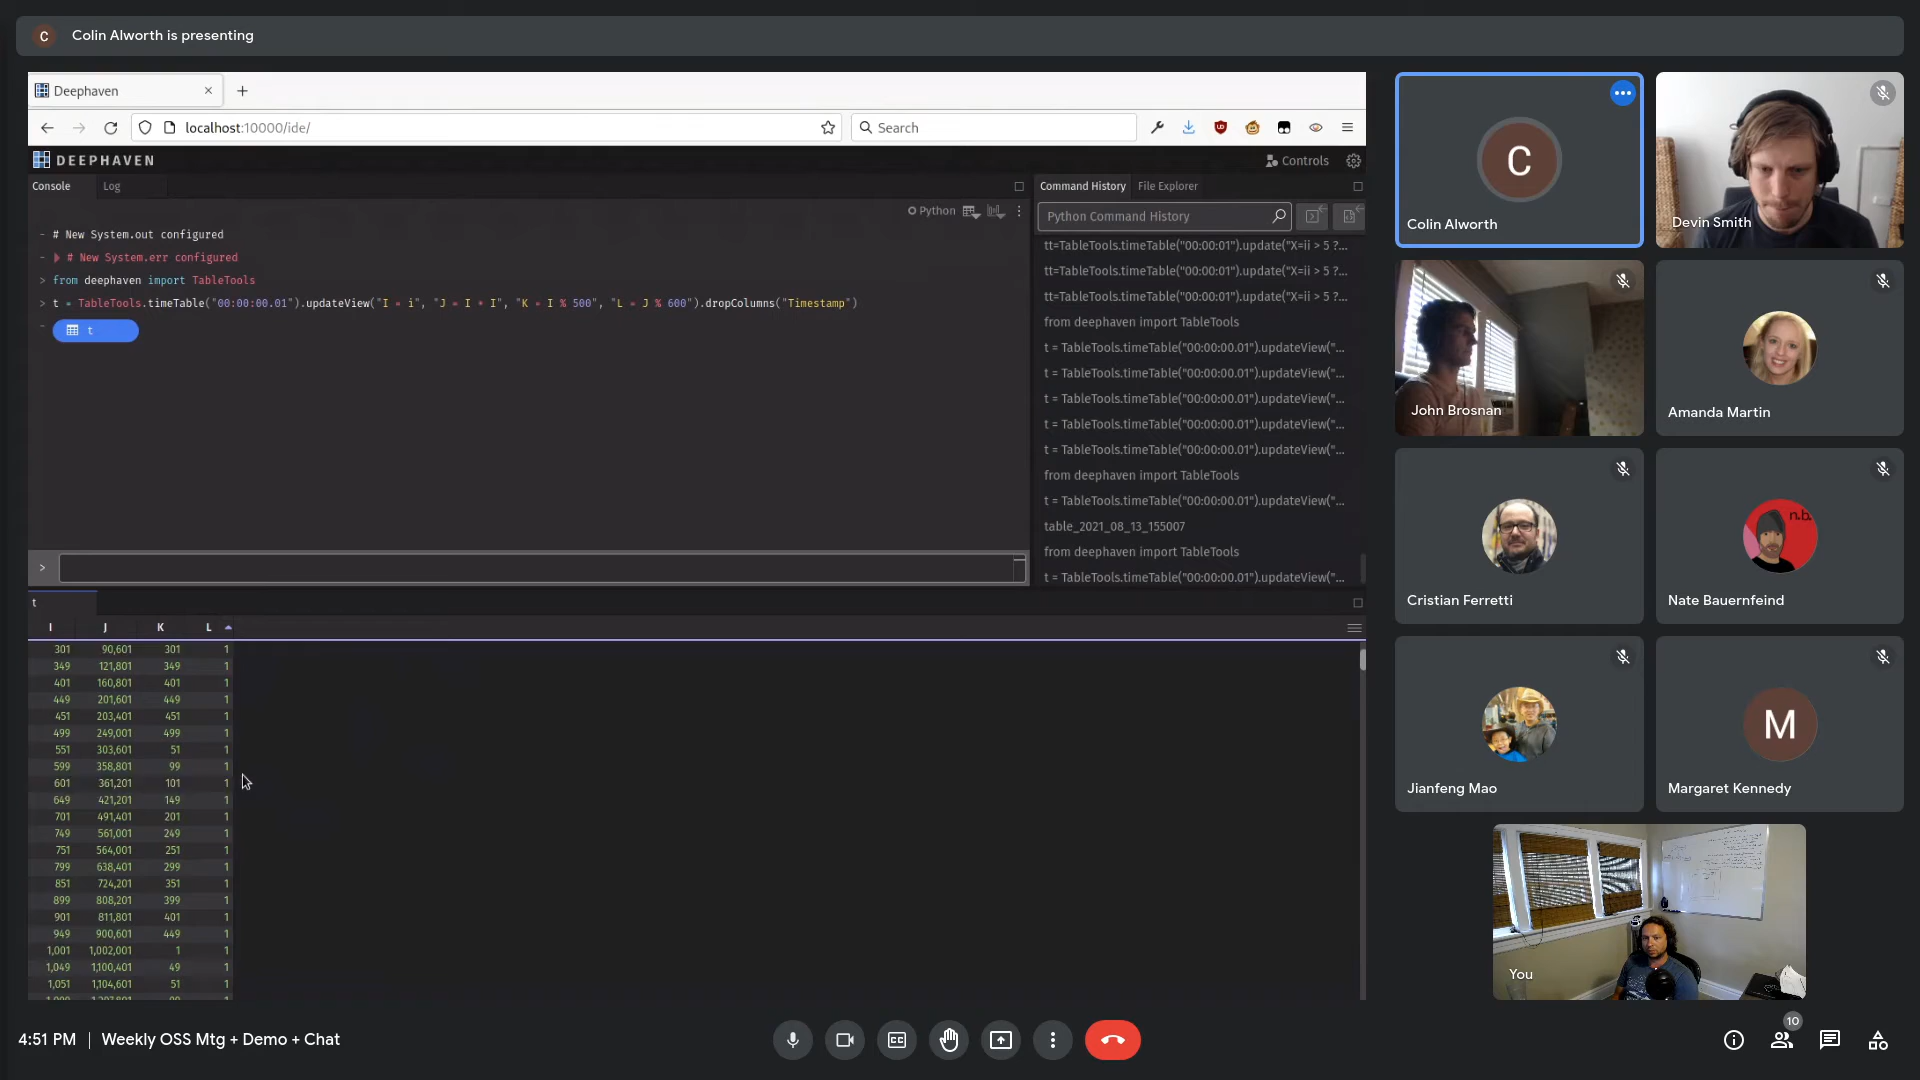 C Colin Alworth is presenting
Deephaven
localhost:10000/ide/
Search
DEEPHAVEN
Controls
Console Log
Python
- # New System.out configured
- # New System.err configured
> from deephaven import TableTools
> t = TableTools.timeTable("00:00:00.01").updateView("I = i", "J = I * I", "K = I % 500", "L = J % 600").dropColumns("Timestamp")
- t
>
Command History File Explorer
Python Command History
tt=TableTools.timeTable("00:00:01").update("X=ii > 5 ?...
tt=TableTools.timeTable("00:00:01").update("X=ii > 5 ?...
tt=TableTools.timeTable("00:00:01").update("X=ii > 5 ?...
from deephaven import TableTools
t = TableTools.timeTable("00:00:00.01").updateView("...
t = TableTools.timeTable("00:00:00.01").updateView("...
t = TableTools.timeTable("00:00:00.01").updateView("...
t = TableTools.timeTable("00:00:00.01").updateView("...
t = TableTools.timeTable("00:00:00.01").updateView("...
from deephaven import TableTools
t = TableTools.timeTable("00:00:00.01").updateView("...
table_2021_08_13_155007
from deephaven import TableTools
t = TableTools.timeTable("00:00:00.01").updateView("...
t
I J K L
301 90,601 301 1
349 121,801 349 1
401 160,801 401 1
449 201,601 449 1
451 203,401 451 1
499 249,001 499 1
551 303,601 51 1
599 358,801 99 1
601 361,201 101 1
649 421,201 149 1
701 491,401 201 1
749 561,001 249 1
751 564,001 251 1
799 638,401 299 1
851 724,201 351 1
899 808,201 399 1
901 811,801 401 1
949 900,601 449 1
1,001 1,002,001 1 1
1,049 1,100,401 49 1
1,051 1,104,601 51 1
C
Colin Alworth
Devin Smith
John Brosnan
Amanda Martin
Cristian Ferretti
n.b.
Nate Bauernfeind
Jianfeng Mao
M
Margaret Kennedy
You
4:51 PM | Weekly OSS Mtg + Demo + Chat
10